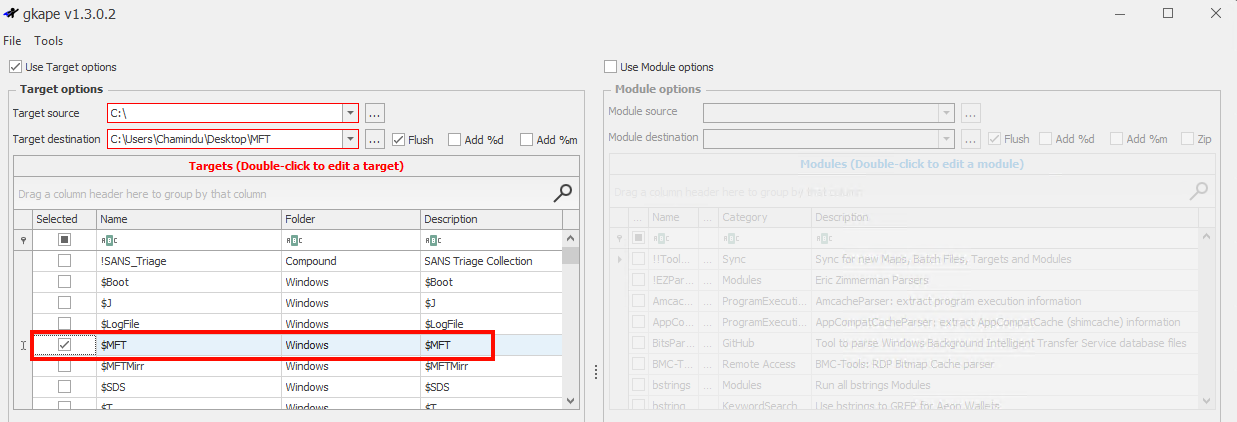 gkape v1.3.0.2
File Tools
Use Target options
Target options
Target source C:\ ...
Target destination C:\Users\Chamindu\Desktop\MFT ... Flush Add %d Add %m
Targets (Double-click to edit a target)
Drag a column header here to group by that column
Selected Name Folder Description
!SANS_Triage Compound SANS Triage Collection
$Boot Windows $Boot
$J Windows $J
$LogFile Windows $LogFile
$MFT Windows $MFT
$MFTMirr Windows $MFTMirr
$SDS Windows $SDS
$T Windows $T
Use Module options
Module options
Module source ...
Module destination ... Flush Add %d Add %m Zip
Modules (Double-click to edit a module)
Drag a column header here to group by that column
... Name ... Category Description
!!Tool... ... Sync Sync for new Maps, Batch Files, Targets and Modules
!EZPar... ... Modules Eric Zimmerman Parsers
Amcac... ... ProgramExecuti... AmcacheParser: extract program execution information
AppCo... ... ProgramExecuti... AppCompatCacheParser: extract AppCompatCache (shimcache) information
BitsPar... ... GitHub Tool to parse Windows Background Intelligent Transfer Service database files
BMC-T... ... Remote Access BMC-Tools: RDP Bitmap Cache parser
bstrings ... Modules Run all bstrings Modules
bstring... ... KeywordSearch... Use bstrings to GREP for Aeon Wallets